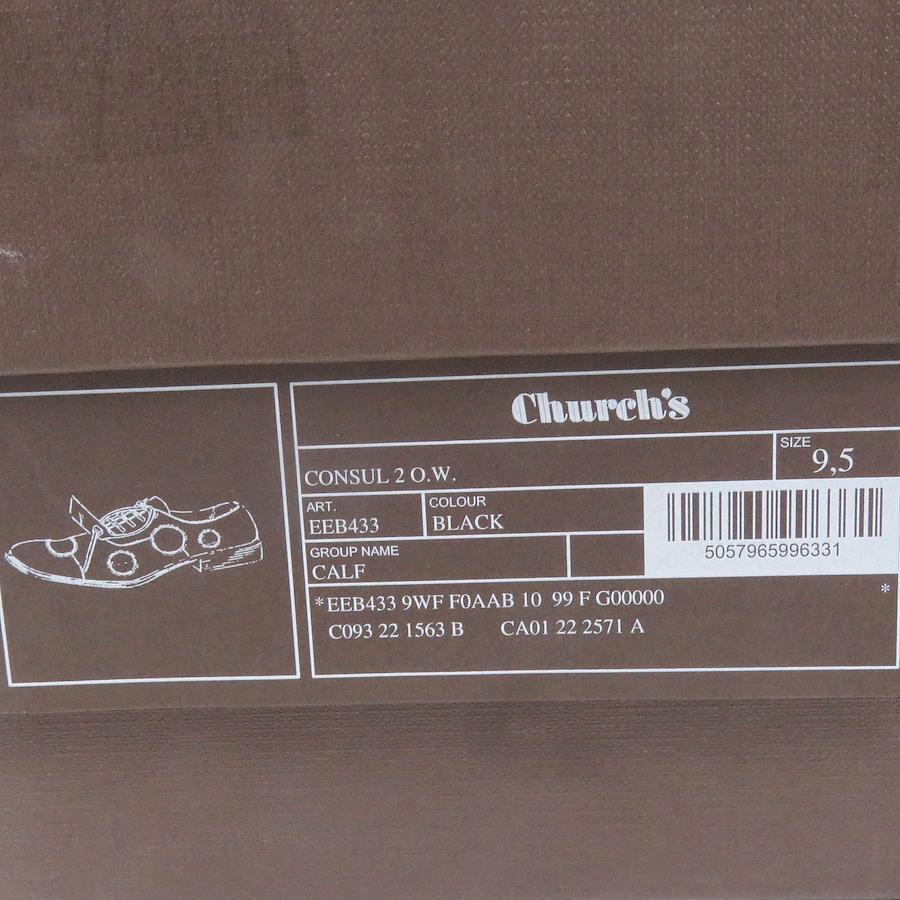 Church's
CONSUL 2 O.W.
SIZE
9,5
ART.
EEB433
COLOUR
BLACK
5057965996331
GROUP NAME
CALF
*EEB433 9WF F0AAB 10 99 F G00000 *
C093 22 1563 B CA01 22 2571 A